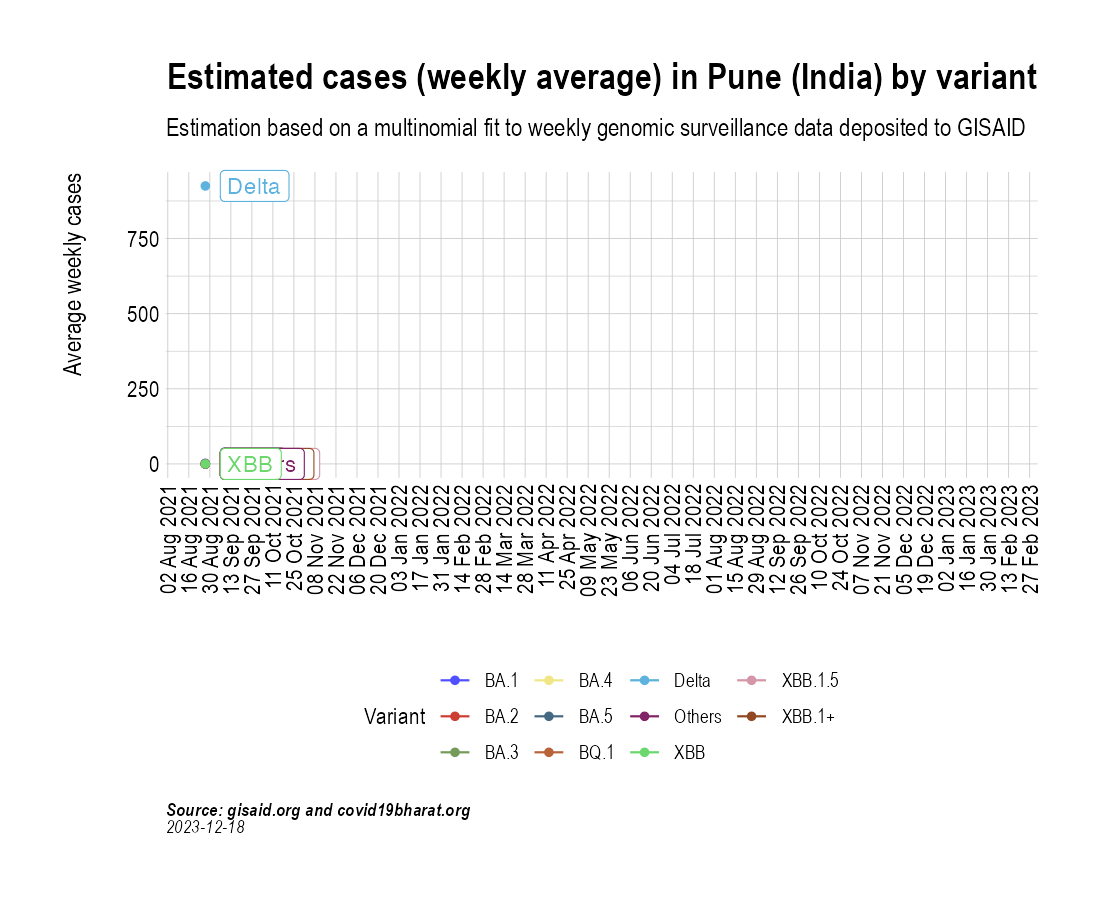 Estimated cases (weekly average) in Pune (India) by variant
Estimation based on a multinomial fit to weekly genomic surveillance data deposited to GISAID
Average weekly cases
Delta
750
500
250
0
XBB
rs
02 Aug 2021
16 Aug 2021
30 Aug 2021
13 Sep 2021
27 Sep 2021
11 Oct 2021
25 Oct 2021
08 Nov 2021
22 Nov 2021
06 Dec 2021
20 Dec 2021
03 Jan 2022
17 Jan 2022
31 Jan 2022
14 Feb 2022
28 Feb 2022
14 Mar 2022
28 Mar 2022
11 Apr 2022
25 Apr 2022
09 May 2022
23 May 2022
06 Jun 2022
20 Jun 2022
04 Jul 2022
18 Jul 2022
01 Aug 2022
15 Aug 2022
29 Aug 2022
12 Sep 2022
26 Sep 2022
10 Oct 2022
24 Oct 2022
07 Nov 2022
21 Nov 2022
05 Dec 2022
19 Dec 2022
02 Jan 2023
16 Jan 2023
30 Jan 2023
13 Feb 2023
27 Feb 2023
Variant
BA.1
BA.4
Delta
XBB.1.5
BA.2
BA.5
Others
XBB.1+
BA.3
BQ.1
XBB
Source: gisaid.org and covid19bharat.org
2023-12-18